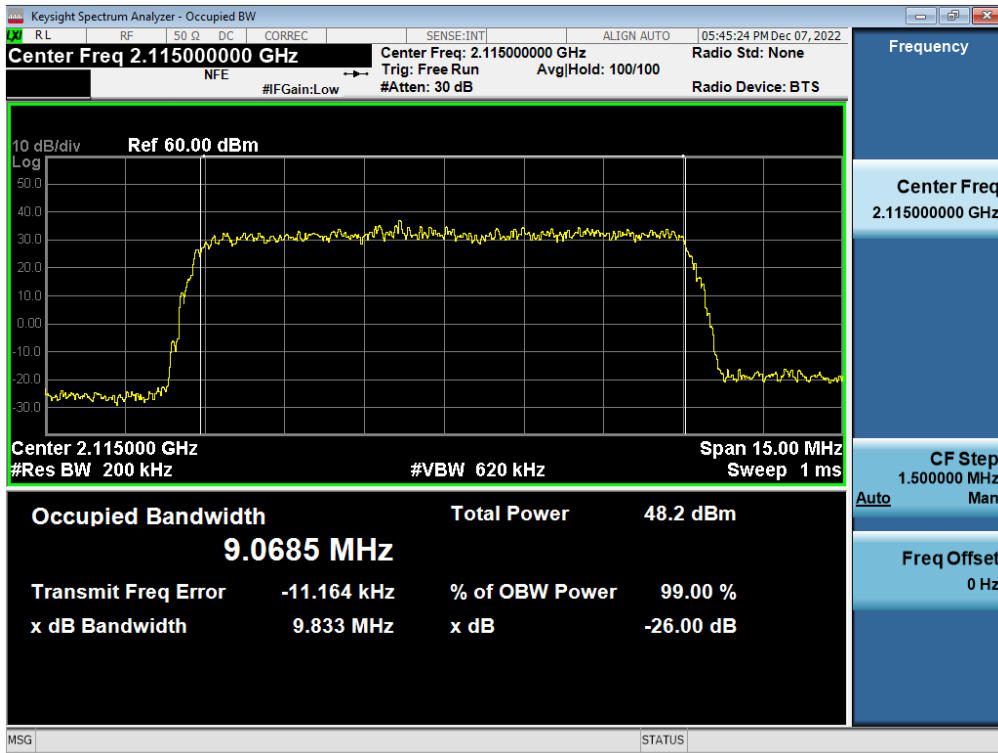 Keysight Spectrum Analyzer - Occupied BW
LXI RL RF 50 Ω DC CORREC SENSE:INT ALIGN AUTO 05:45:24 PM Dec 07, 2022
Center Freq 2.115000000 GHz
Center Freq: 2.115000000 GHz Radio Std: None
NFE Trig: Free Run Avg|Hold: 100/100
#IFGain:Low #Atten: 30 dB Radio Device: BTS
10 dB/div Ref 60.00 dBm
Log
50.0
40.0
30.0
20.0
10.0
0.00
-10.0
-20.0
-30.0
Center 2.115000 GHz Span 15.00 MHz
#Res BW 200 kHz #VBW 620 kHz Sweep 1 ms
Occupied Bandwidth Total Power 48.2 dBm
9.0685 MHz
Transmit Freq Error -11.164 kHz % of OBW Power 99.00 %
x dB Bandwidth 9.833 MHz x dB -26.00 dB
MSG STATUS
Frequency
Center Freq
2.115000000 GHz
CF Step
1.500000 MHz
Auto Man
Freq Offset
0 Hz